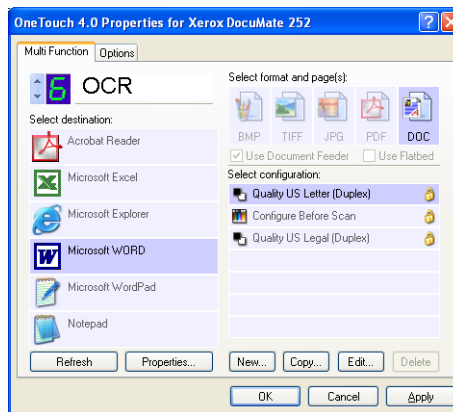 OneTouch 4.0 Properties for Xerox DocuMate 252
Multi Function
Options
6 OCR
Select destination:
Acrobat Reader
Microsoft Excel
Microsoft Explorer
Microsoft WORD
Microsoft WordPad
Notepad
Refresh
Properties...
Select format and page(s):
BMP TIFF JPG PDF DOC
Use Document Feeder
Use Flatbed
Select configuration:
Quality US Letter (Duplex)
Configure Before Scan
Quality US Legal (Duplex)
New... Copy... Edit... Delete
OK Cancel Apply